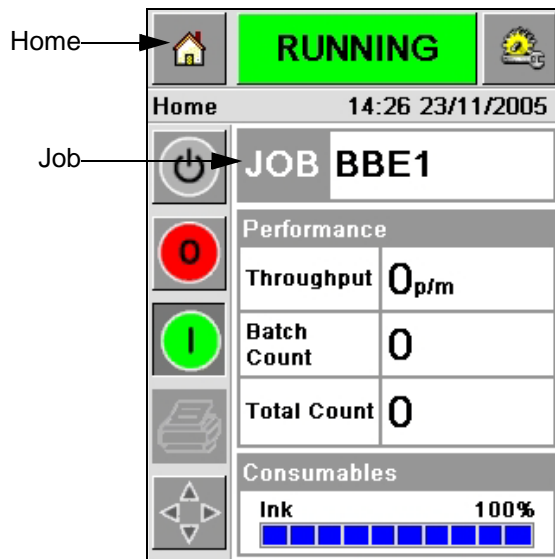 Home
RUNNING
Home 14:26 23/11/2005
Job
JOB BBE1
Performance
Throughput 0p/m
Batch Count 0
Total Count 0
Consumables
Ink 100%